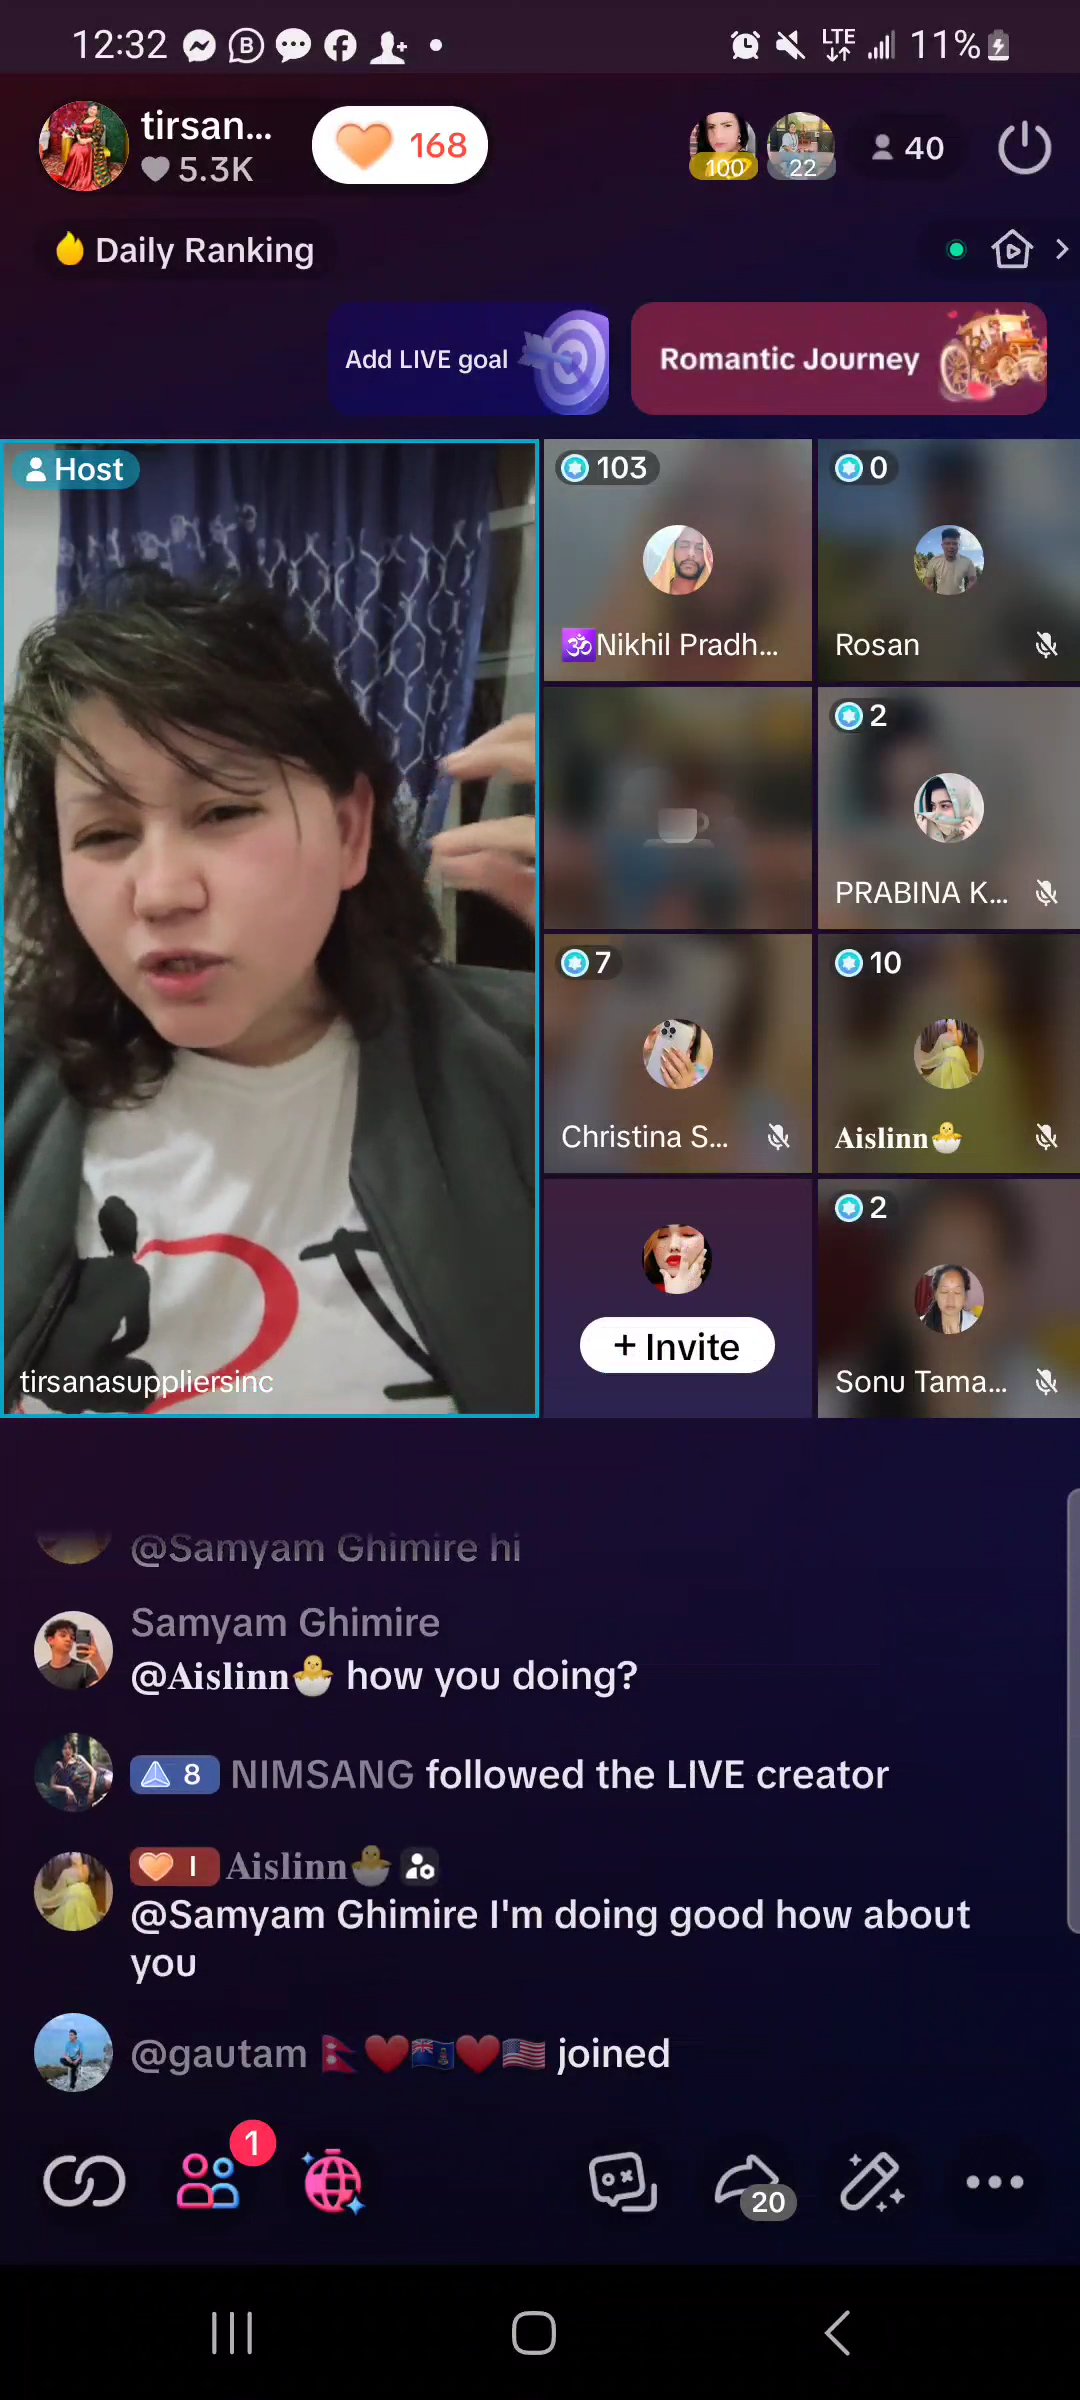 12:32
LTE
11%
tirsan...
5.3K
168
100
22
40
Daily Ranking
Add LIVE goal
Romantic Journey
Host
103
0
🕉Nikhil Pradh...
Rosan
2
PRABINA K...
7
10
Christina S...
Aislinn🐣
+ Invite
2
tirsanasuppliersinc
Sonu Tama...
@Samyam Ghimire hi
Samyam Ghimire
@Aislinn🐣 how you doing?
8 NIMSANG followed the LIVE creator
I Aislinn🐣
@Samyam Ghimire I'm doing good how about
you
@gautam 🇳🇵❤️🇰🇾❤️🇺🇸 joined
1
20